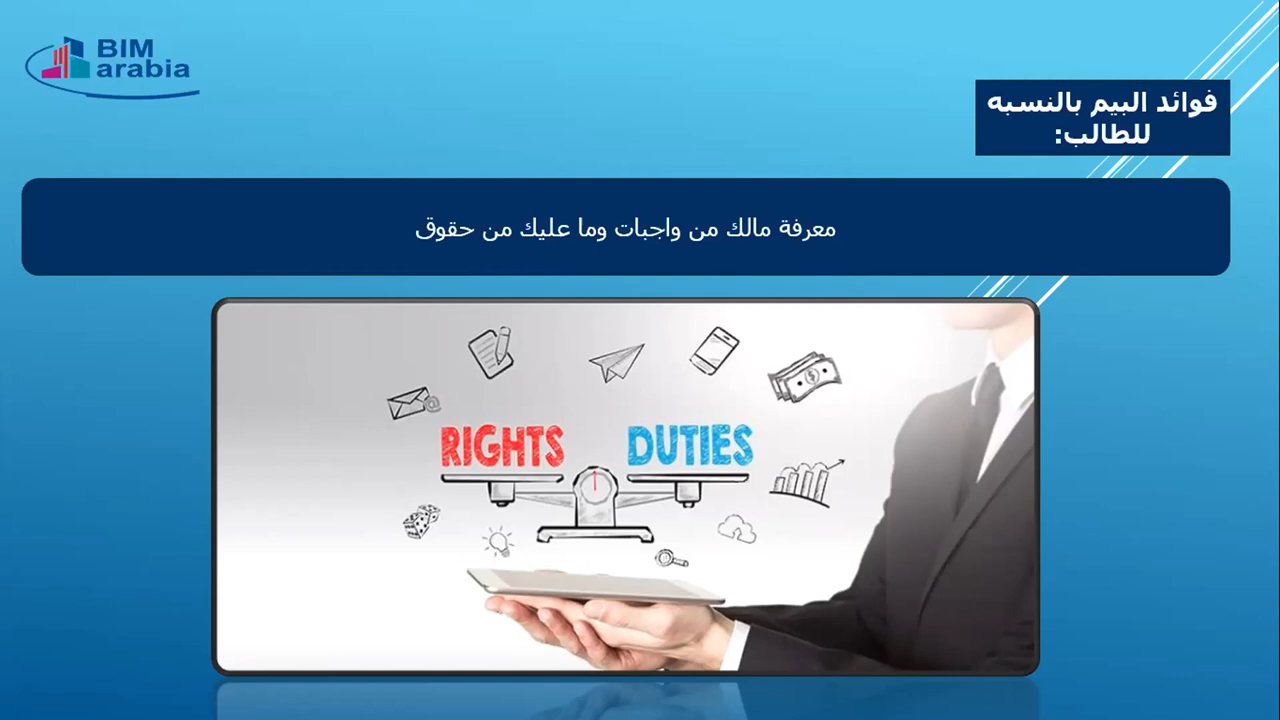 BIM
arabia
فوائد البيم بالنسبه
للطالب:
معرفة مالك من واجبات وما عليك من حقوق
RIGHTS DUTIES